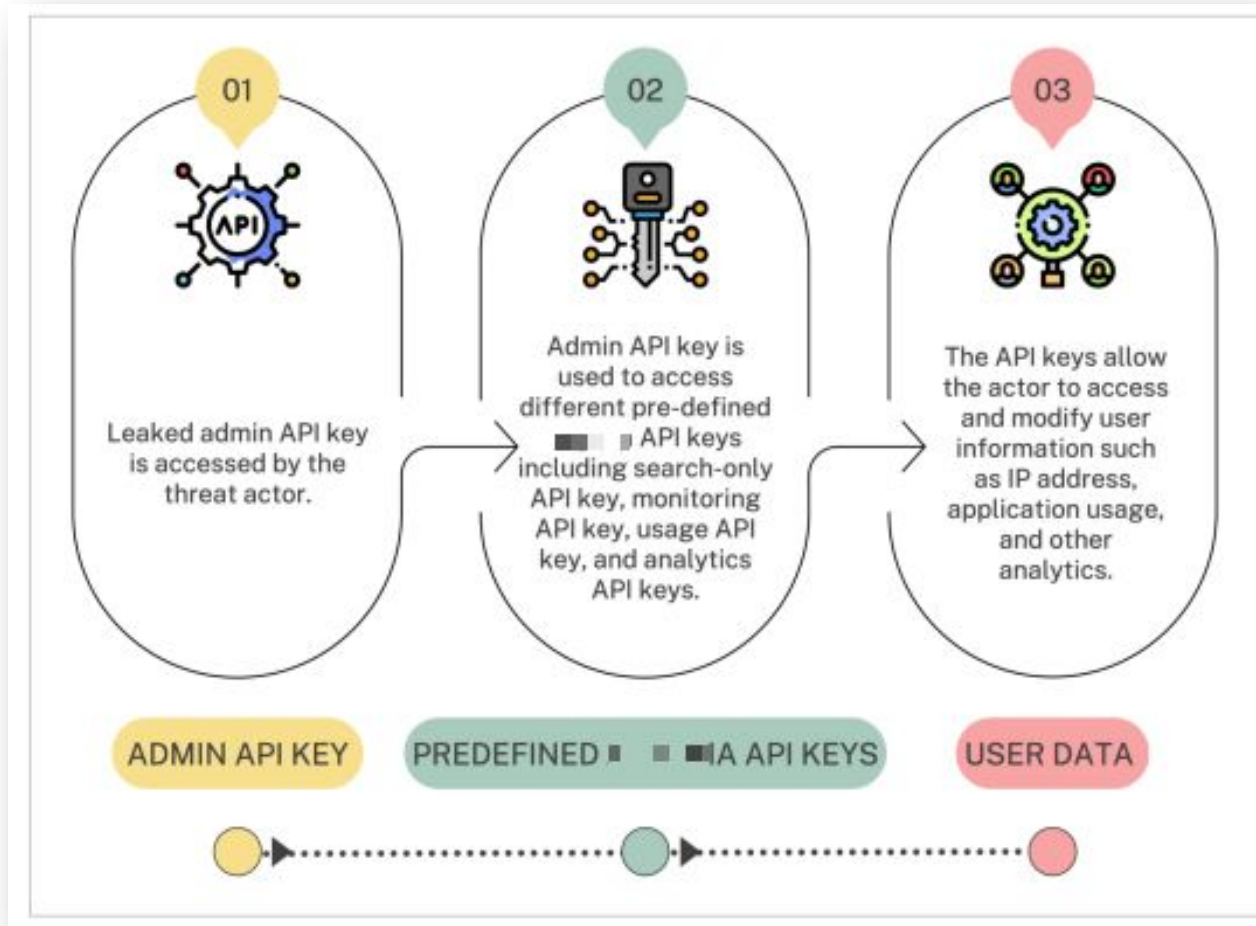 01
API
Leaked admin API key
is accessed by the
threat actor.
02
Admin API key is
used to access
different pre-defined
API keys
including search-only
API key, monitoring
API key, usage API
key, and analytics
API keys.
03
The API keys allow
the actor to access
and modify user
information such
as IP address,
application usage,
and other
analytics.
ADMIN API KEY
PREDEFINED IA API KEYS
USER DATA